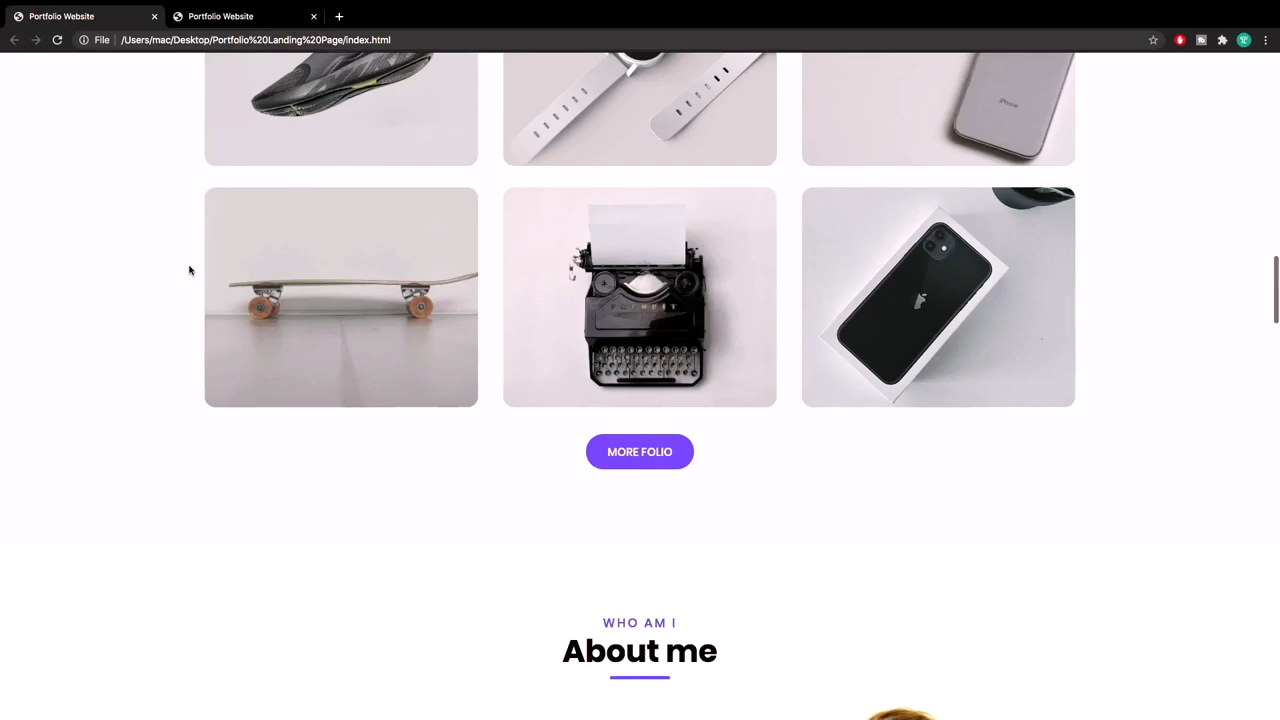 Portfolio Website
Portfolio Website
File
/Users/mac/Desktop/Portfolio%20Landing%20Page/index.html
iPhone
MORE FOLIO
WHO AM I
About me